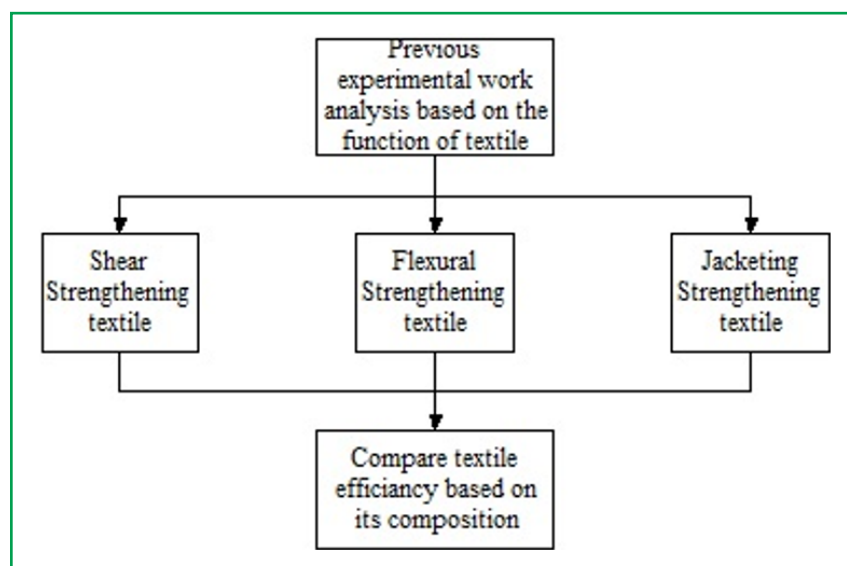 Previous
experimental work
analysis based on the
function of textile
Shear
Strengthening
textile
Flexural
Strengthening
textile
Jacketing
Strengthening
textile
Compare textile
efficiancy based on
its composition